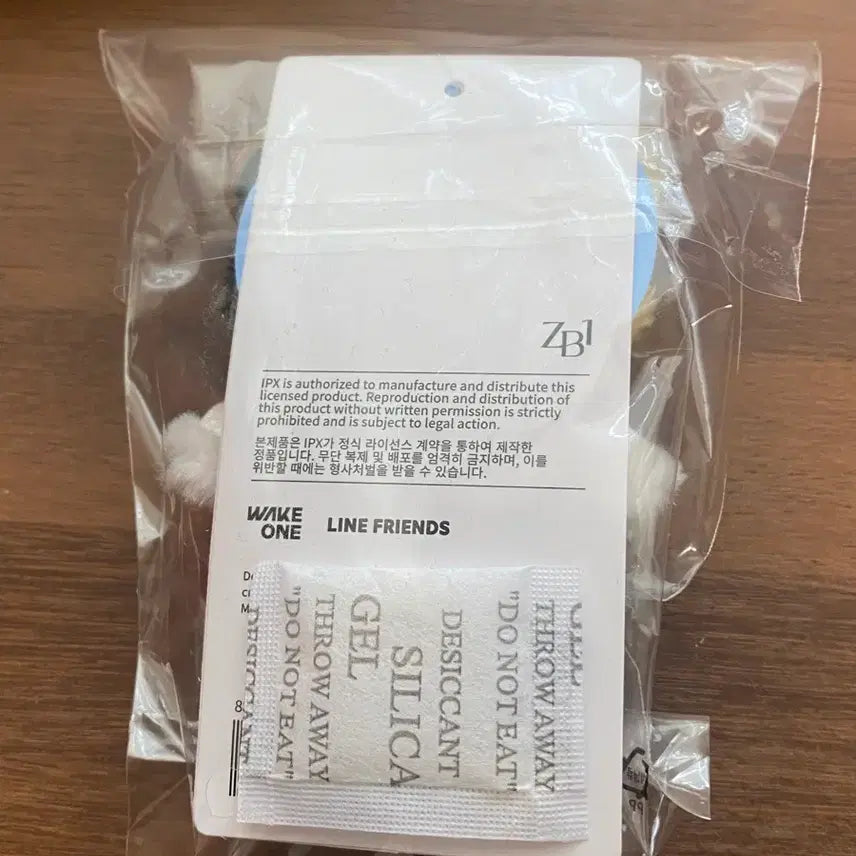 ZB1
IPX is authorized to manufacture and distribute this
licensed product. Reproduction and distribution of
this product without written permission is strictly
prohibited and is subject to legal action.
본제품은 IPX가 정식 라이선스 계약을 통하여 제작한
정품입니다. 무단 복제 및 배포를 엄격히 금지하며, 이를
위반할 때에는 형사처벌을 받을 수 있습니다.
WAKE
ONE
LINE FRIENDS
DESICCANT
"DO NOT EAT"
THROW AWAY
GEL
SILICA
DESICCANT
"DO NOT EAT"
THROW AWAY
GEL
8